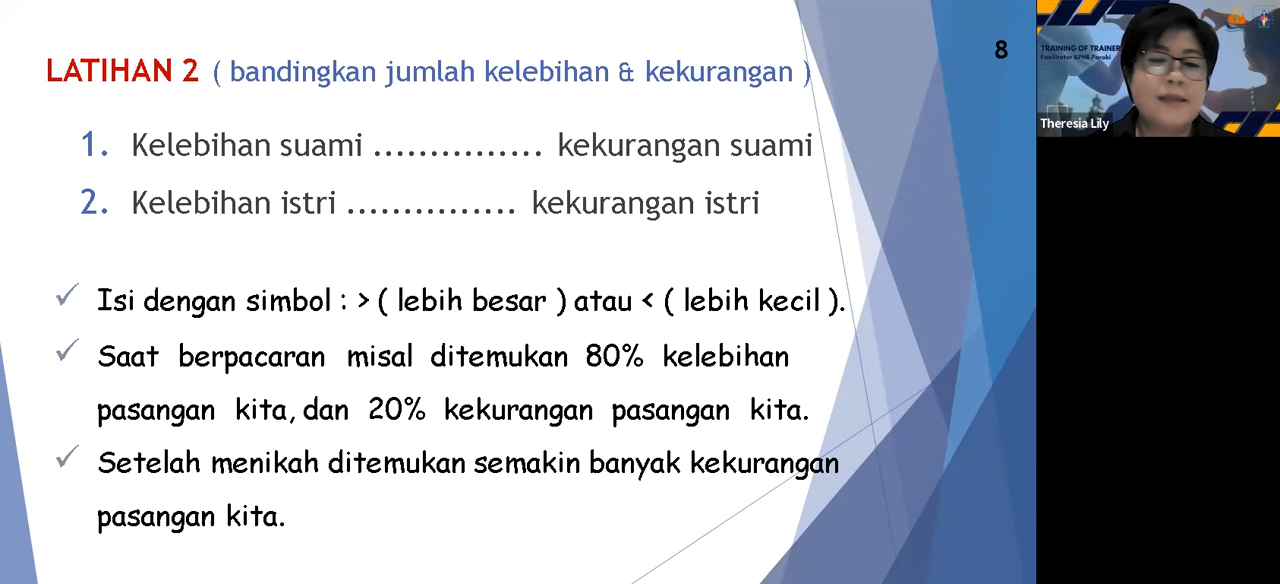 LATIHAN 2 ( bandingkan jumlah kelebihan & kekurangan )
8
1. Kelebihan suami ............... kekurangan suami
2. Kelebihan istri ............... kekurangan istri
✓ Isi dengan simbol : > ( lebih besar ) atau < ( lebih kecil ).
✓ Saat berpacaran misal ditemukan 80% kelebihan
pasangan kita, dan 20% kekurangan pasangan kita.
✓ Setelah menikah ditemukan semakin banyak kekurangan
pasangan kita.
TRAINING OF TRAINER
Fasilitator KPHB Paroki
Theresia Lily